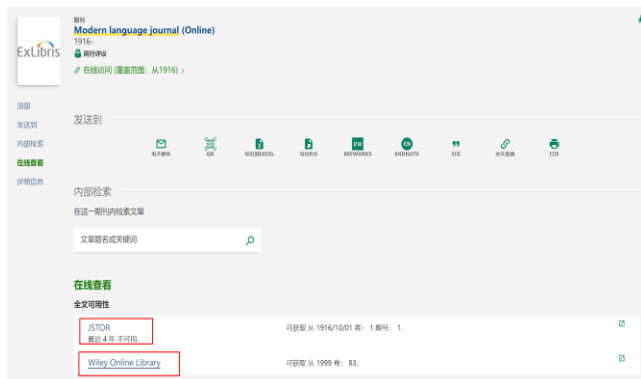 期刊
Modern language journal (Online)
1916-
同行评议
在线访问 (覆盖范围：从1916)
ExLibris
顶部
发送到
内部检索
在线查看
详细信息
发送到
电子邮件 QR 导出至EXCEL 导出RIS REFWORKS ENDNOTE 引文 永久链接 打印
RW EN
内部检索
在这一期刊内检索文章
文章题名或关键词
在线查看
全文可用性
JSTOR 可获取 从 1916/10/01 卷： 1 期号： 1.
最近 4 年 不可用.
Wiley Online Library 可获取 从 1999 卷： 83.